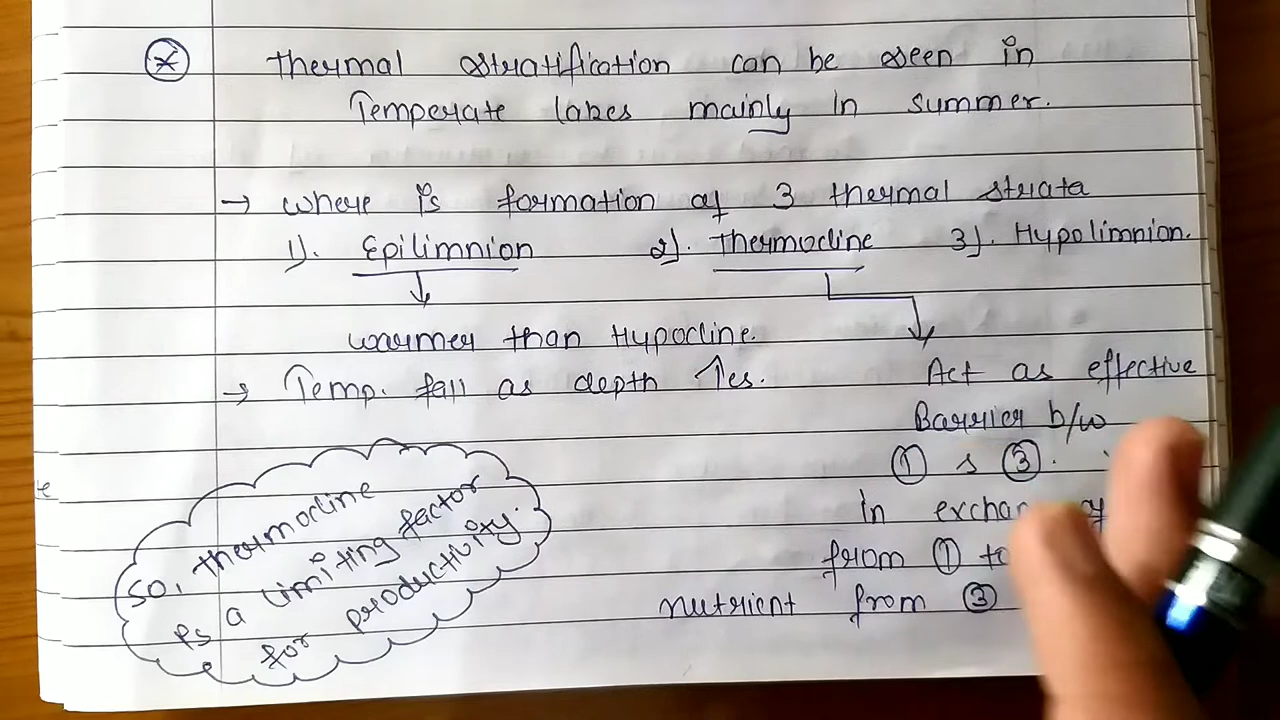 * thermal stratification can be seen in
Temperate lakes mainly in summer.
→ where is formation of 3 thermal strata
1). Epilimnion 2). Thermocline 3). Hypolimnion.
warmer than Hypocline.
→ Temp. fall as depth ↑es.
Act as effective
Barrier b/w
① & ③.
In exchan
from ① to
nutrient from ③
So, thermocline
is a limiting factor
for productivity.